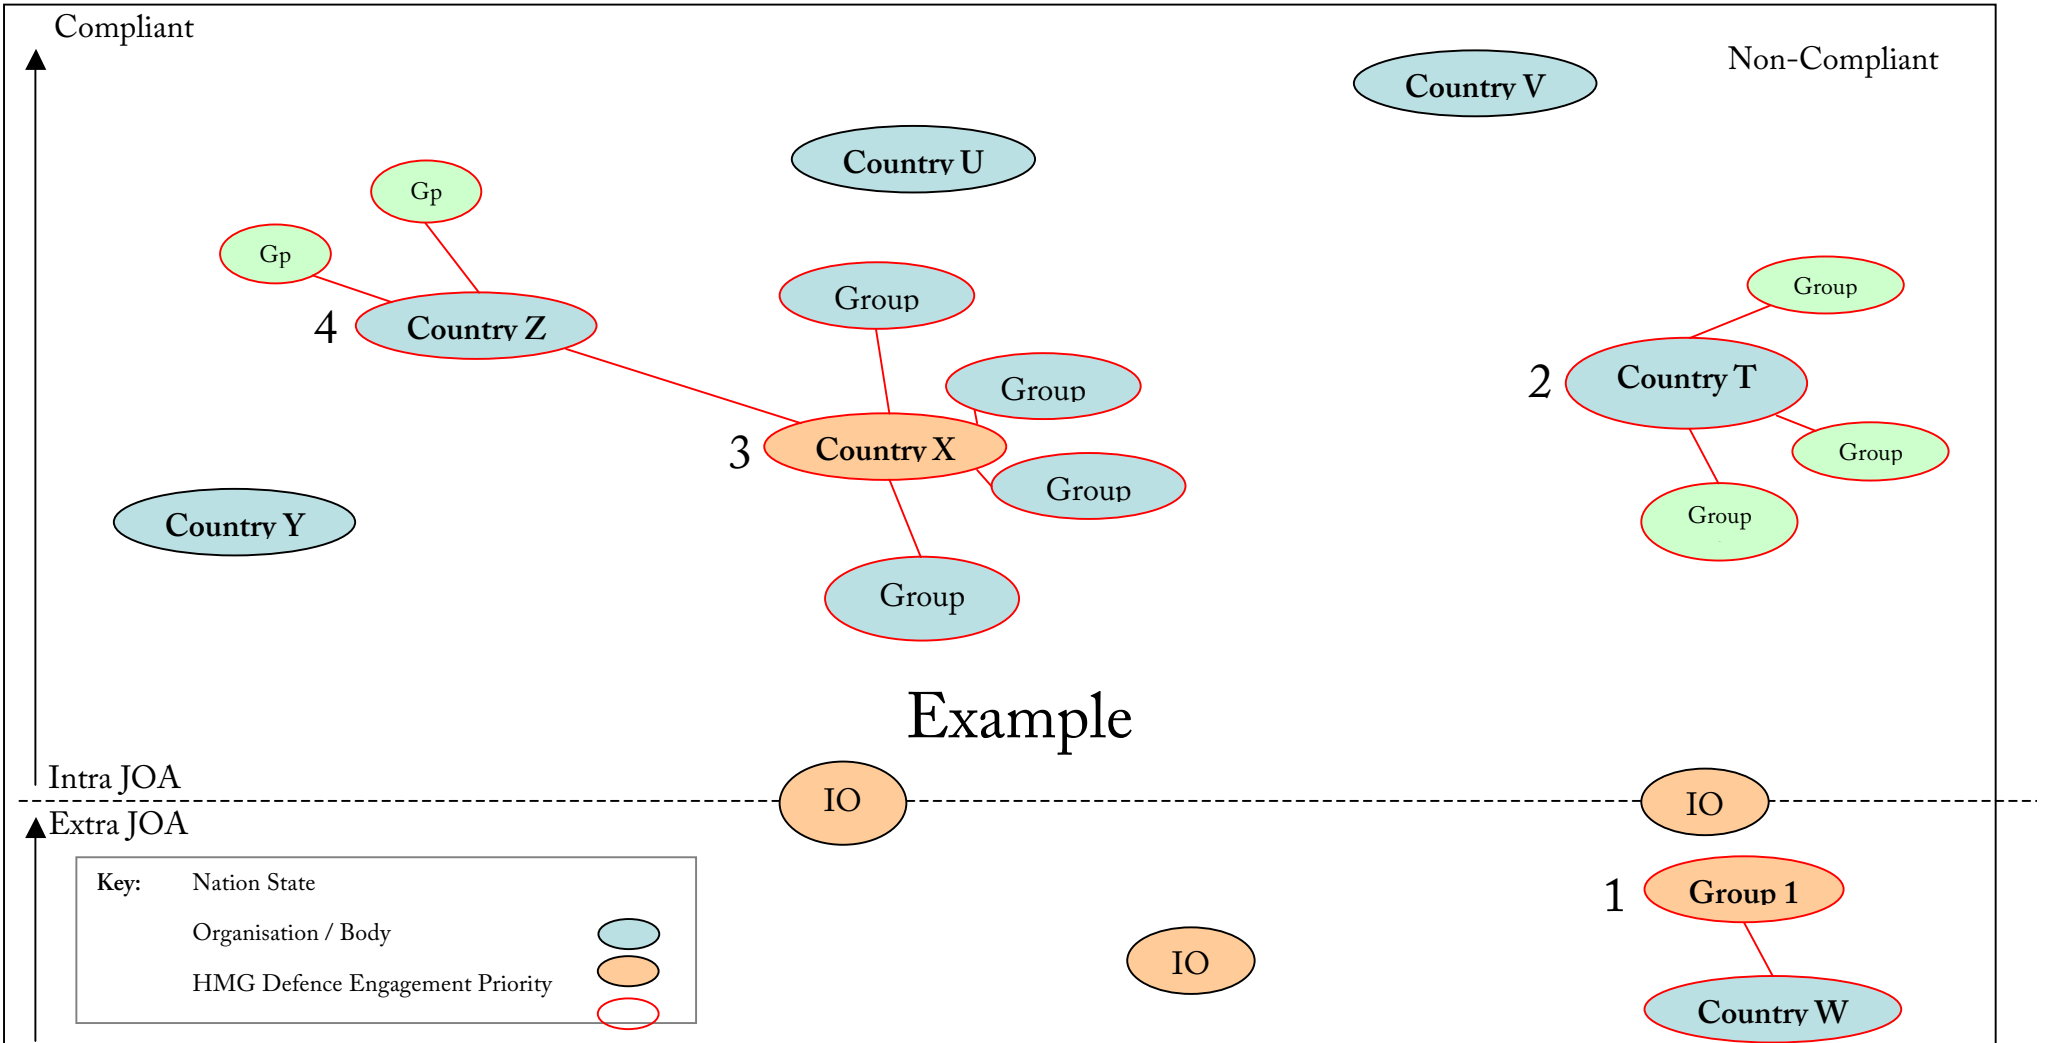 Compliant
Non-Compliant
Country V
Country U
Gp
Gp
Group
Group
4
Country Z
Group
2
Country T
3
Country X
Group
Group
Group
Country Y
Group
Example
Intra JOA
IO
IO
Extra JOA
Key:
Nation State
1
Group 1
Organisation / Body
IO
HMG Defence Engagement Priority
Country W